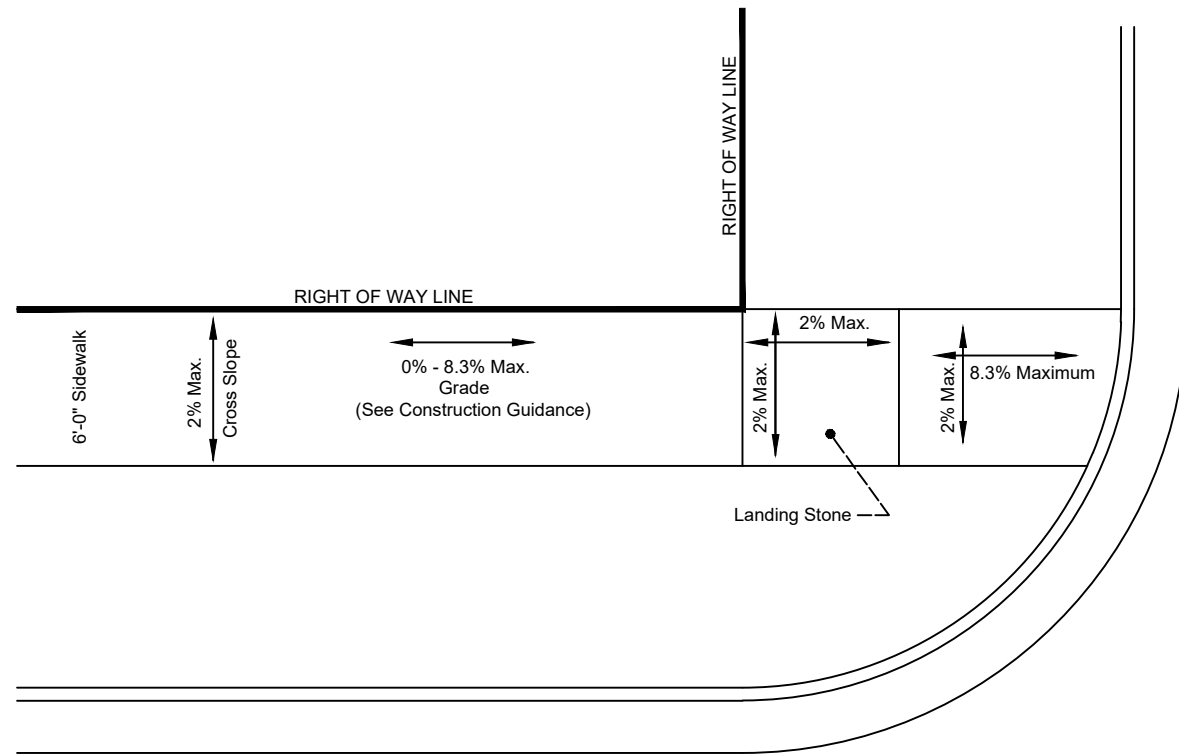 RIGHT OF WAY LINE
RIGHT OF WAY LINE
6'-0" Sidewalk
2% Max.
Cross Slope
0% - 8.3% Max.
Grade
(See Construction Guidance)
2% Max.
2% Max.
2% Max.
8.3% Maximum
Landing Stone